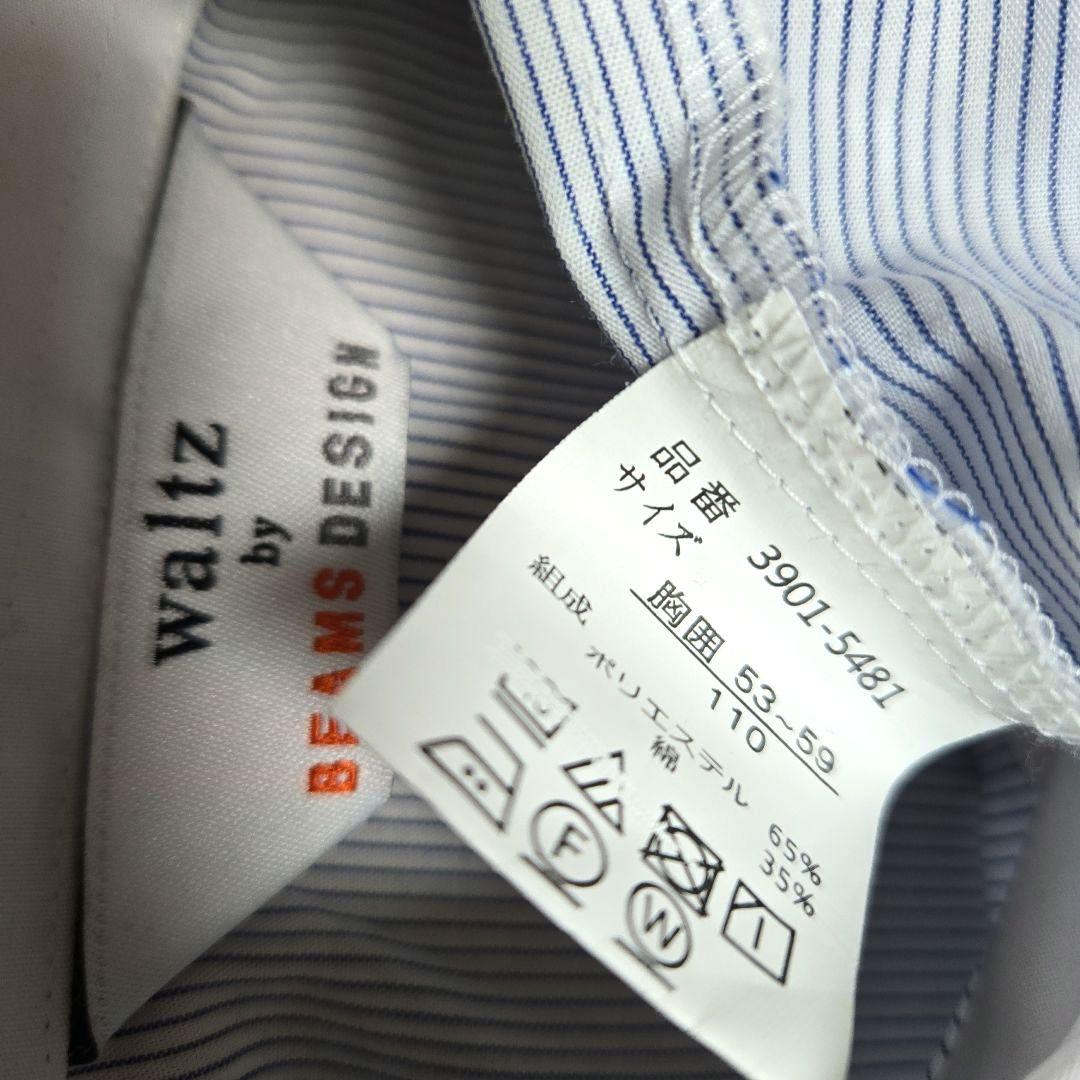 waltz
by
BEAMS DESIGN
品番 3901-5481
サイズ
胸囲 53~59
110
組成
ポリエステル 65%
綿 35%
F
W